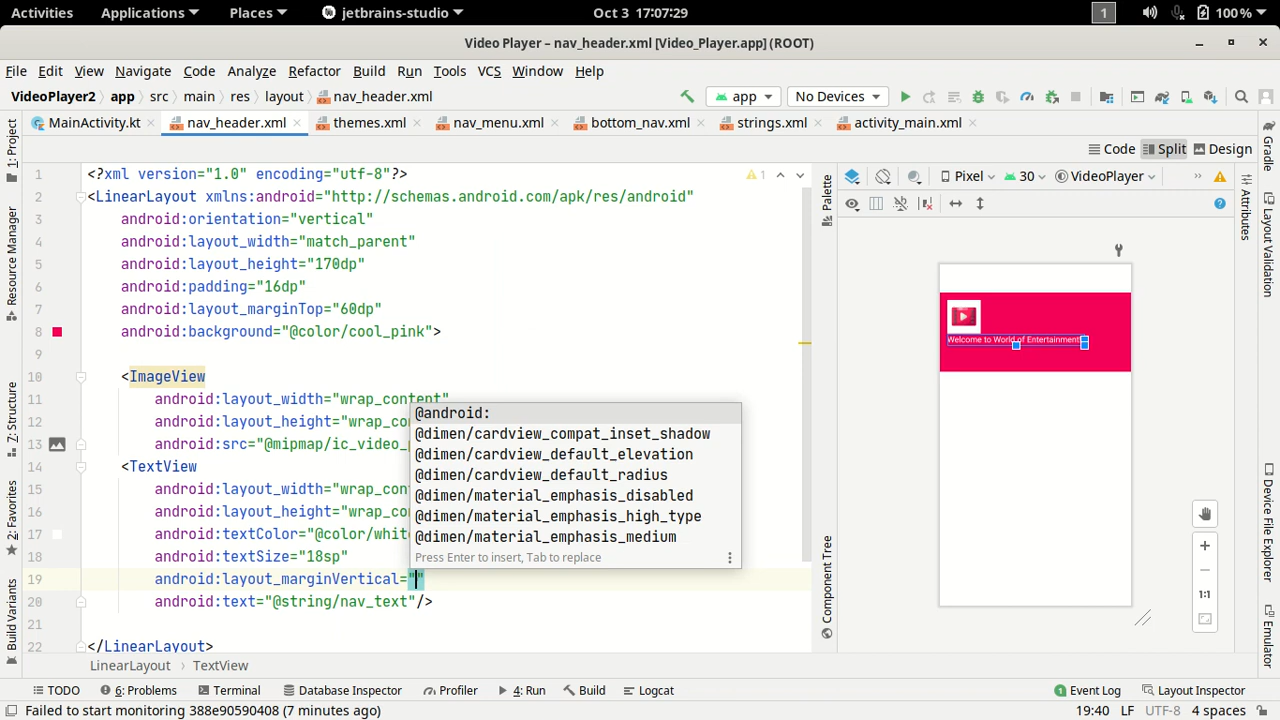 Activities Applications Places jetbrains-studio Oct 3 17:07:29 1 100%
Video Player – nav_header.xml [Video_Player.app] (ROOT)
File Edit View Navigate Code Analyze Refactor Build Run Tools VCS Window Help
VideoPlayer2 app src main res layout nav_header.xml app No Devices
MainActivity.kt nav_header.xml themes.xml nav_menu.xml bottom_nav.xml strings.xml activity_main.xml
Code Split Design
1: Project
Resource Manager
Z: Structure
2: Favorites
Build Variants
1 <?xml version="1.0" encoding="utf-8"?>
1
2 <LinearLayout xmlns:android="http://schemas.android.com/apk/res/android"
3 android:orientation="vertical"
4 android:layout_width="match_parent"
5 android:layout_height="170dp"
6 android:padding="16dp"
7 android:layout_marginTop="60dp"
8 android:background="@color/cool_pink">
9
10 <ImageView
11 android:layout_width="wrap_content"
12 android:layout_height="wrap_co
13 android:src="@mipmap/ic_video_
14 <TextView
15 android:layout_width="wrap_con
16 android:layout_height="wrap_co
17 android:textColor="@color/whit
18 android:textSize="18sp"
19 android:layout_marginVertical=""
20 android:text="@string/nav_text"/>
21
22 </LinearLayout>
@android:
@dimen/cardview_compat_inset_shadow
@dimen/cardview_default_elevation
@dimen/cardview_default_radius
@dimen/material_emphasis_disabled
@dimen/material_emphasis_high_type
@dimen/material_emphasis_medium
Press Enter to insert, Tab to replace
LinearLayout TextView
Palette
Component Tree
Pixel 30 VideoPlayer
Welcome to World of Entertainment
1:1
Attributes
Gradle
Layout Validation
Device File Explorer
Emulator
TODO 6: Problems Terminal Database Inspector Profiler 4: Run Build Logcat 1 Event Log Layout Inspector
Failed to start monitoring 388e90590408 (7 minutes ago) 19:40 LF UTF-8 4 spaces